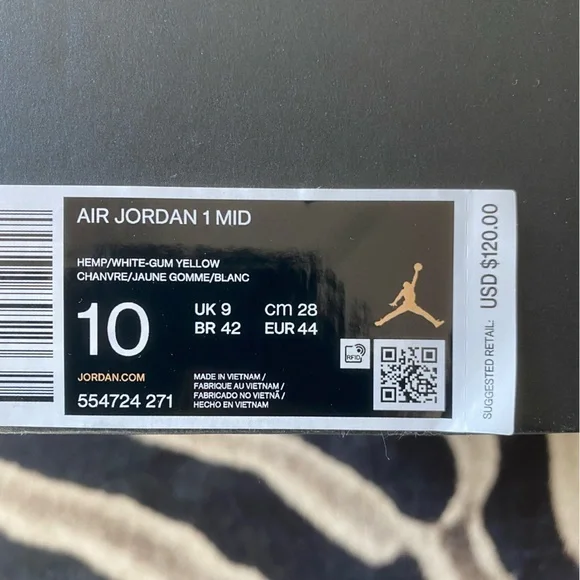 AIR JORDAN 1 MID
HEMP/WHITE-GUM YELLOW
CHANVRE/JAUNE GOMME/BLANC
10
UK 9
CM 28
BR 42
EUR 44
JORDAN.COM
554724 271
MADE IN VIETNAM /
FABRIQUE AU VIETNAM /
FABRICADO NO VIETNÃ /
HECHO EN VIETNAM
RFID
SUGGESTED RETAIL: USD $120.00